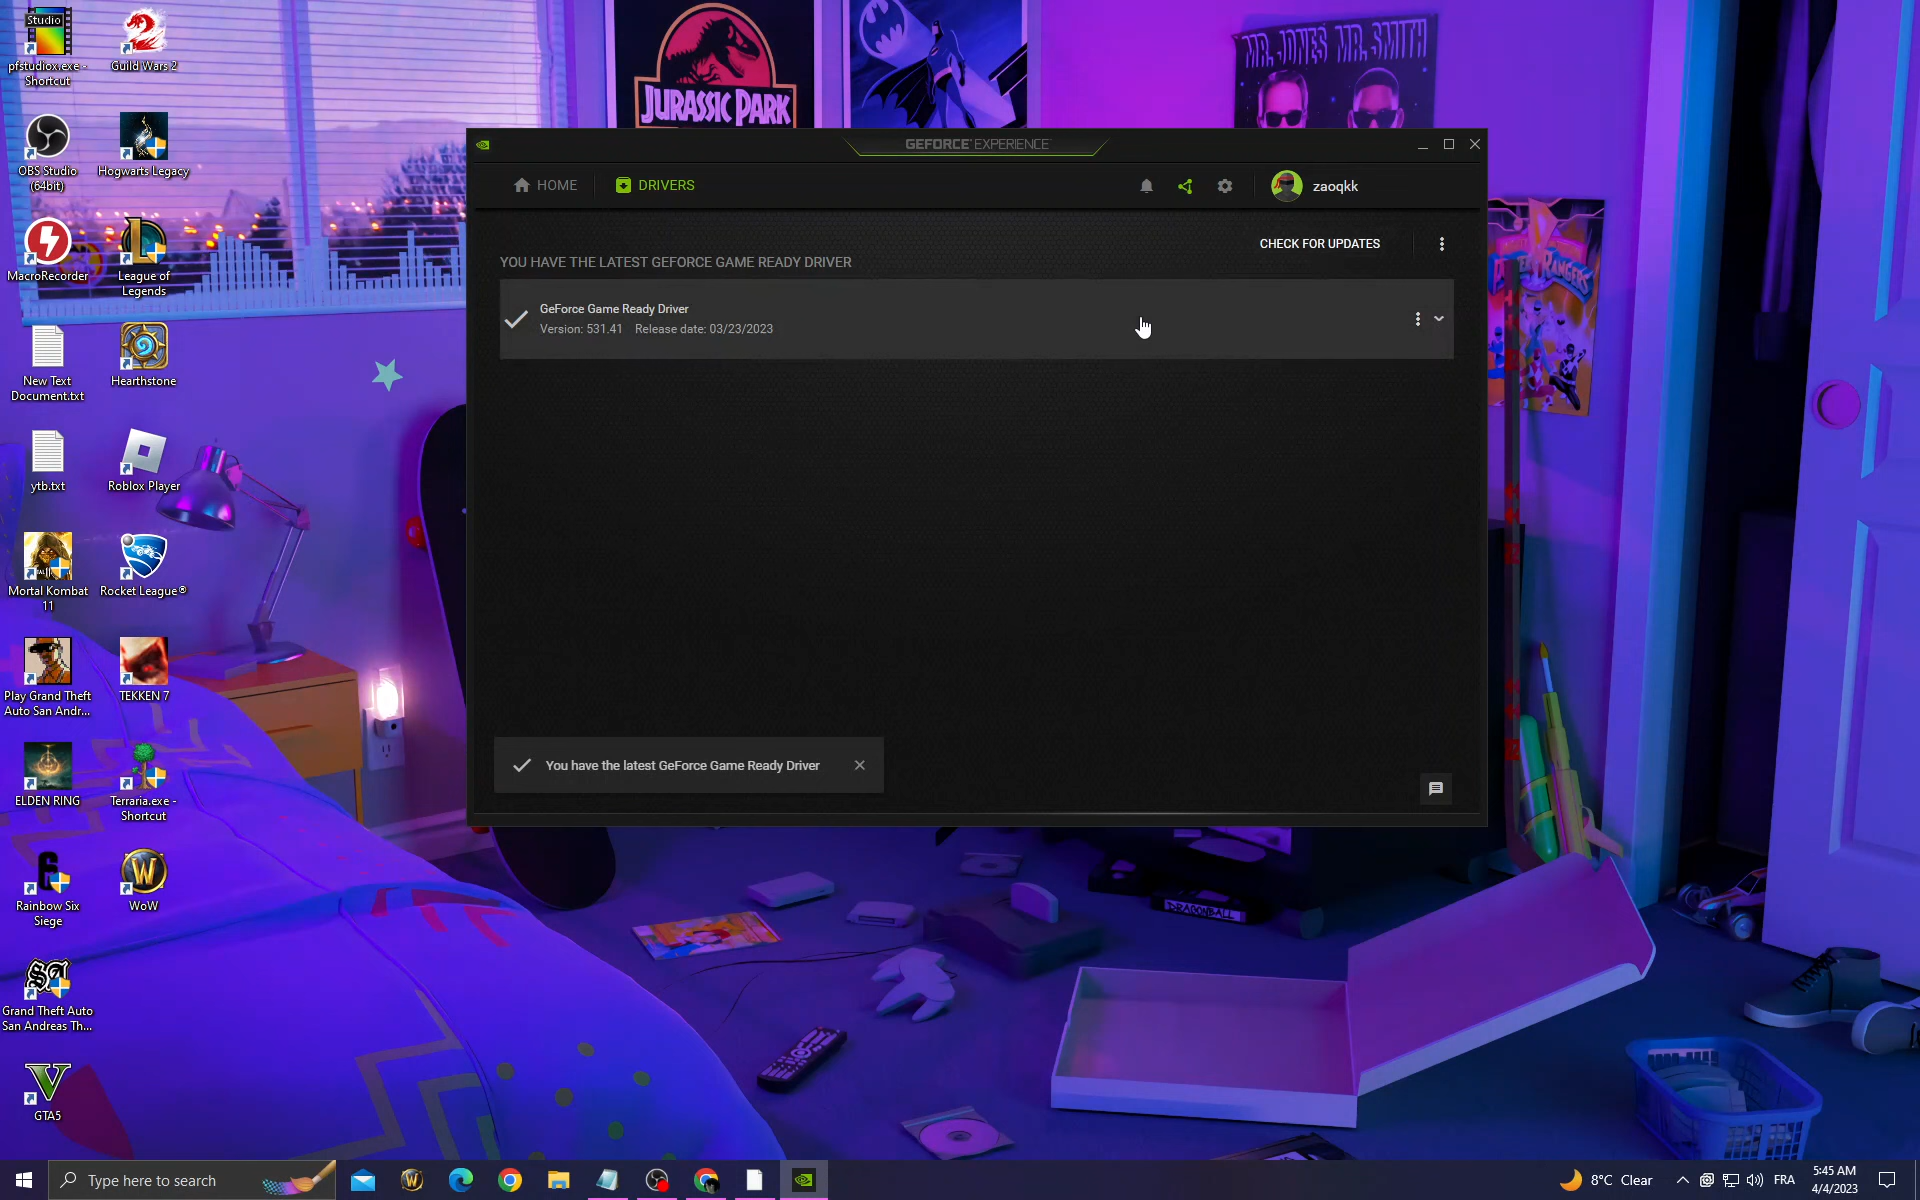 Studio
pfstudiox.exe -
Shortcut
Guild Wars 2
OBS Studio
(64bit)
Hogwarts Legacy
MacroRecorder
League of
Legends
New Text
Document.txt
Hearthstone
ytb.txt
Roblox Player
Mortal Kombat
11
Rocket League®
Play Grand Theft
Auto San Andr...
TEKKEN 7
ELDEN RING
Terraria.exe -
Shortcut
Rainbow Six
Siege
WoW
Grand Theft Auto
San Andreas Th...
GTA5
JURASSIC PARK
MR. JONES MR. SMITH
GEFORCE EXPERIENCE
HOME
DRIVERS
zaoqkk
CHECK FOR UPDATES
YOU HAVE THE LATEST GEFORCE GAME READY DRIVER
GeForce Game Ready Driver
Version: 531.41 Release date: 03/23/2023
You have the latest GeForce Game Ready Driver
DRAGONBALL
Type here to search
8°C Clear
FRA
5:45 AM
4/4/2023